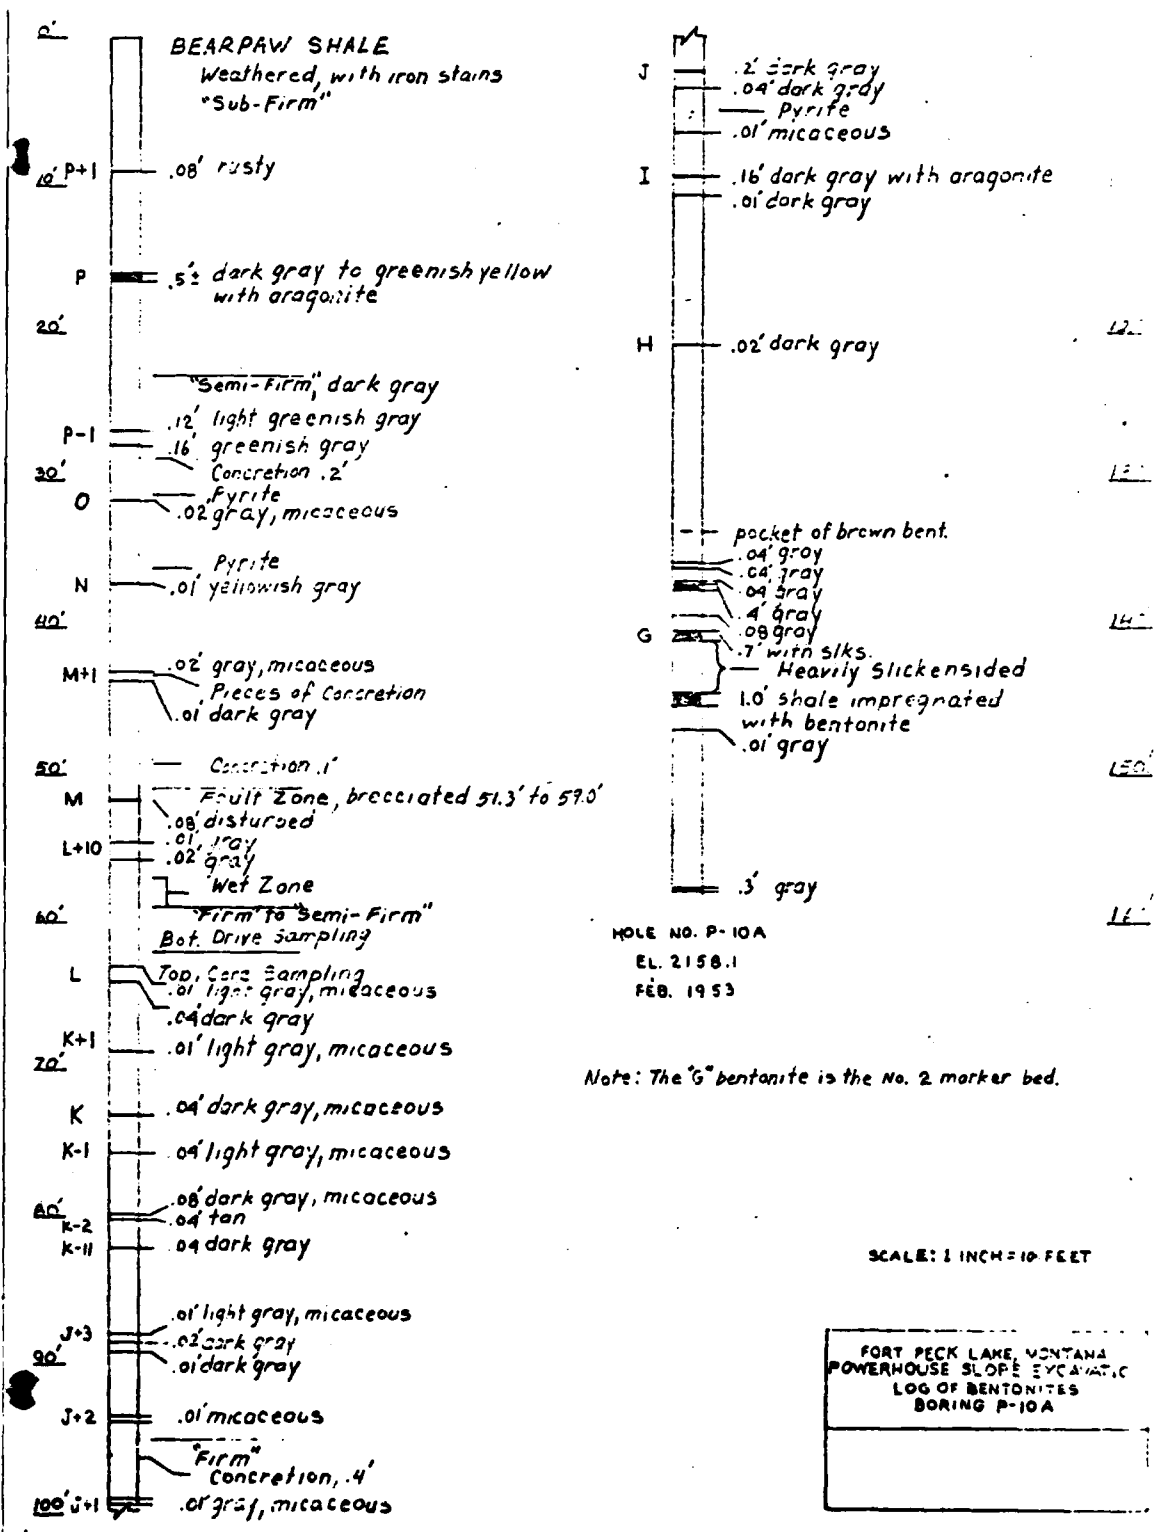 0'
BEARPAW SHALE
Weathered, with iron stains
"Sub-Firm"
P+1
.08' rusty
10'
P
.5'± dark gray to greenish yellow
with aragonite
20'
"Semi-Firm," dark gray
.12' light greenish gray
P-1
.16' greenish gray
Concretion .2'
30'
Pyrite
O
.02' gray, micaceous
Pyrite
N
.01' yellowish gray
40'
.02' gray, micaceous
M+1
Pieces of Concretion
.01' dark gray
50'
Concretion .1'
M
Fault Zone, brecciated 51.3' to 59.0'
.08' disturbed
L+10
.01' gray
.02' gray
Wet Zone
60'
"Firm" to "Semi-Firm"
Bot. Drive Sampling
L
Top, Core Sampling
.01' light gray, micaceous
.04' dark gray
K+1
.01' light gray, micaceous
70'
K
.04' dark gray, micaceous
K-1
.04' light gray, micaceous
80'
.08' dark gray, micaceous
K-2
.04' tan
K-11
.04 dark gray
.01' light gray, micaceous
J+3
.02' dark gray
90'
.01' dark gray
J+2
.01' micaceous
"Firm"
Concretion, .4'
100'
J+1
.01' gray, micaceous
J
.2' dark gray
.04' dark gray
Pyrite
.01' micaceous
I
.16' dark gray with aragonite
.01' dark gray
H
.02' dark gray
pocket of brown bent.
.04' gray
.04' gray
.04 gray
.4' gray
.08 gray
G
.7' with slks.
Heavily Slickensided
1.0' shale impregnated
with bentonite
.01' gray
150'
.3' gray
HOLE NO. P-10A
EL. 2158.1
FEB. 1953
Note: The "G" bentonite is the No. 2 marker bed.
SCALE: 1 INCH = 10 FEET
FORT PECK LAKE, MONTANA
POWERHOUSE SLOPE
LOG OF BENTONITES
BORING P-10A